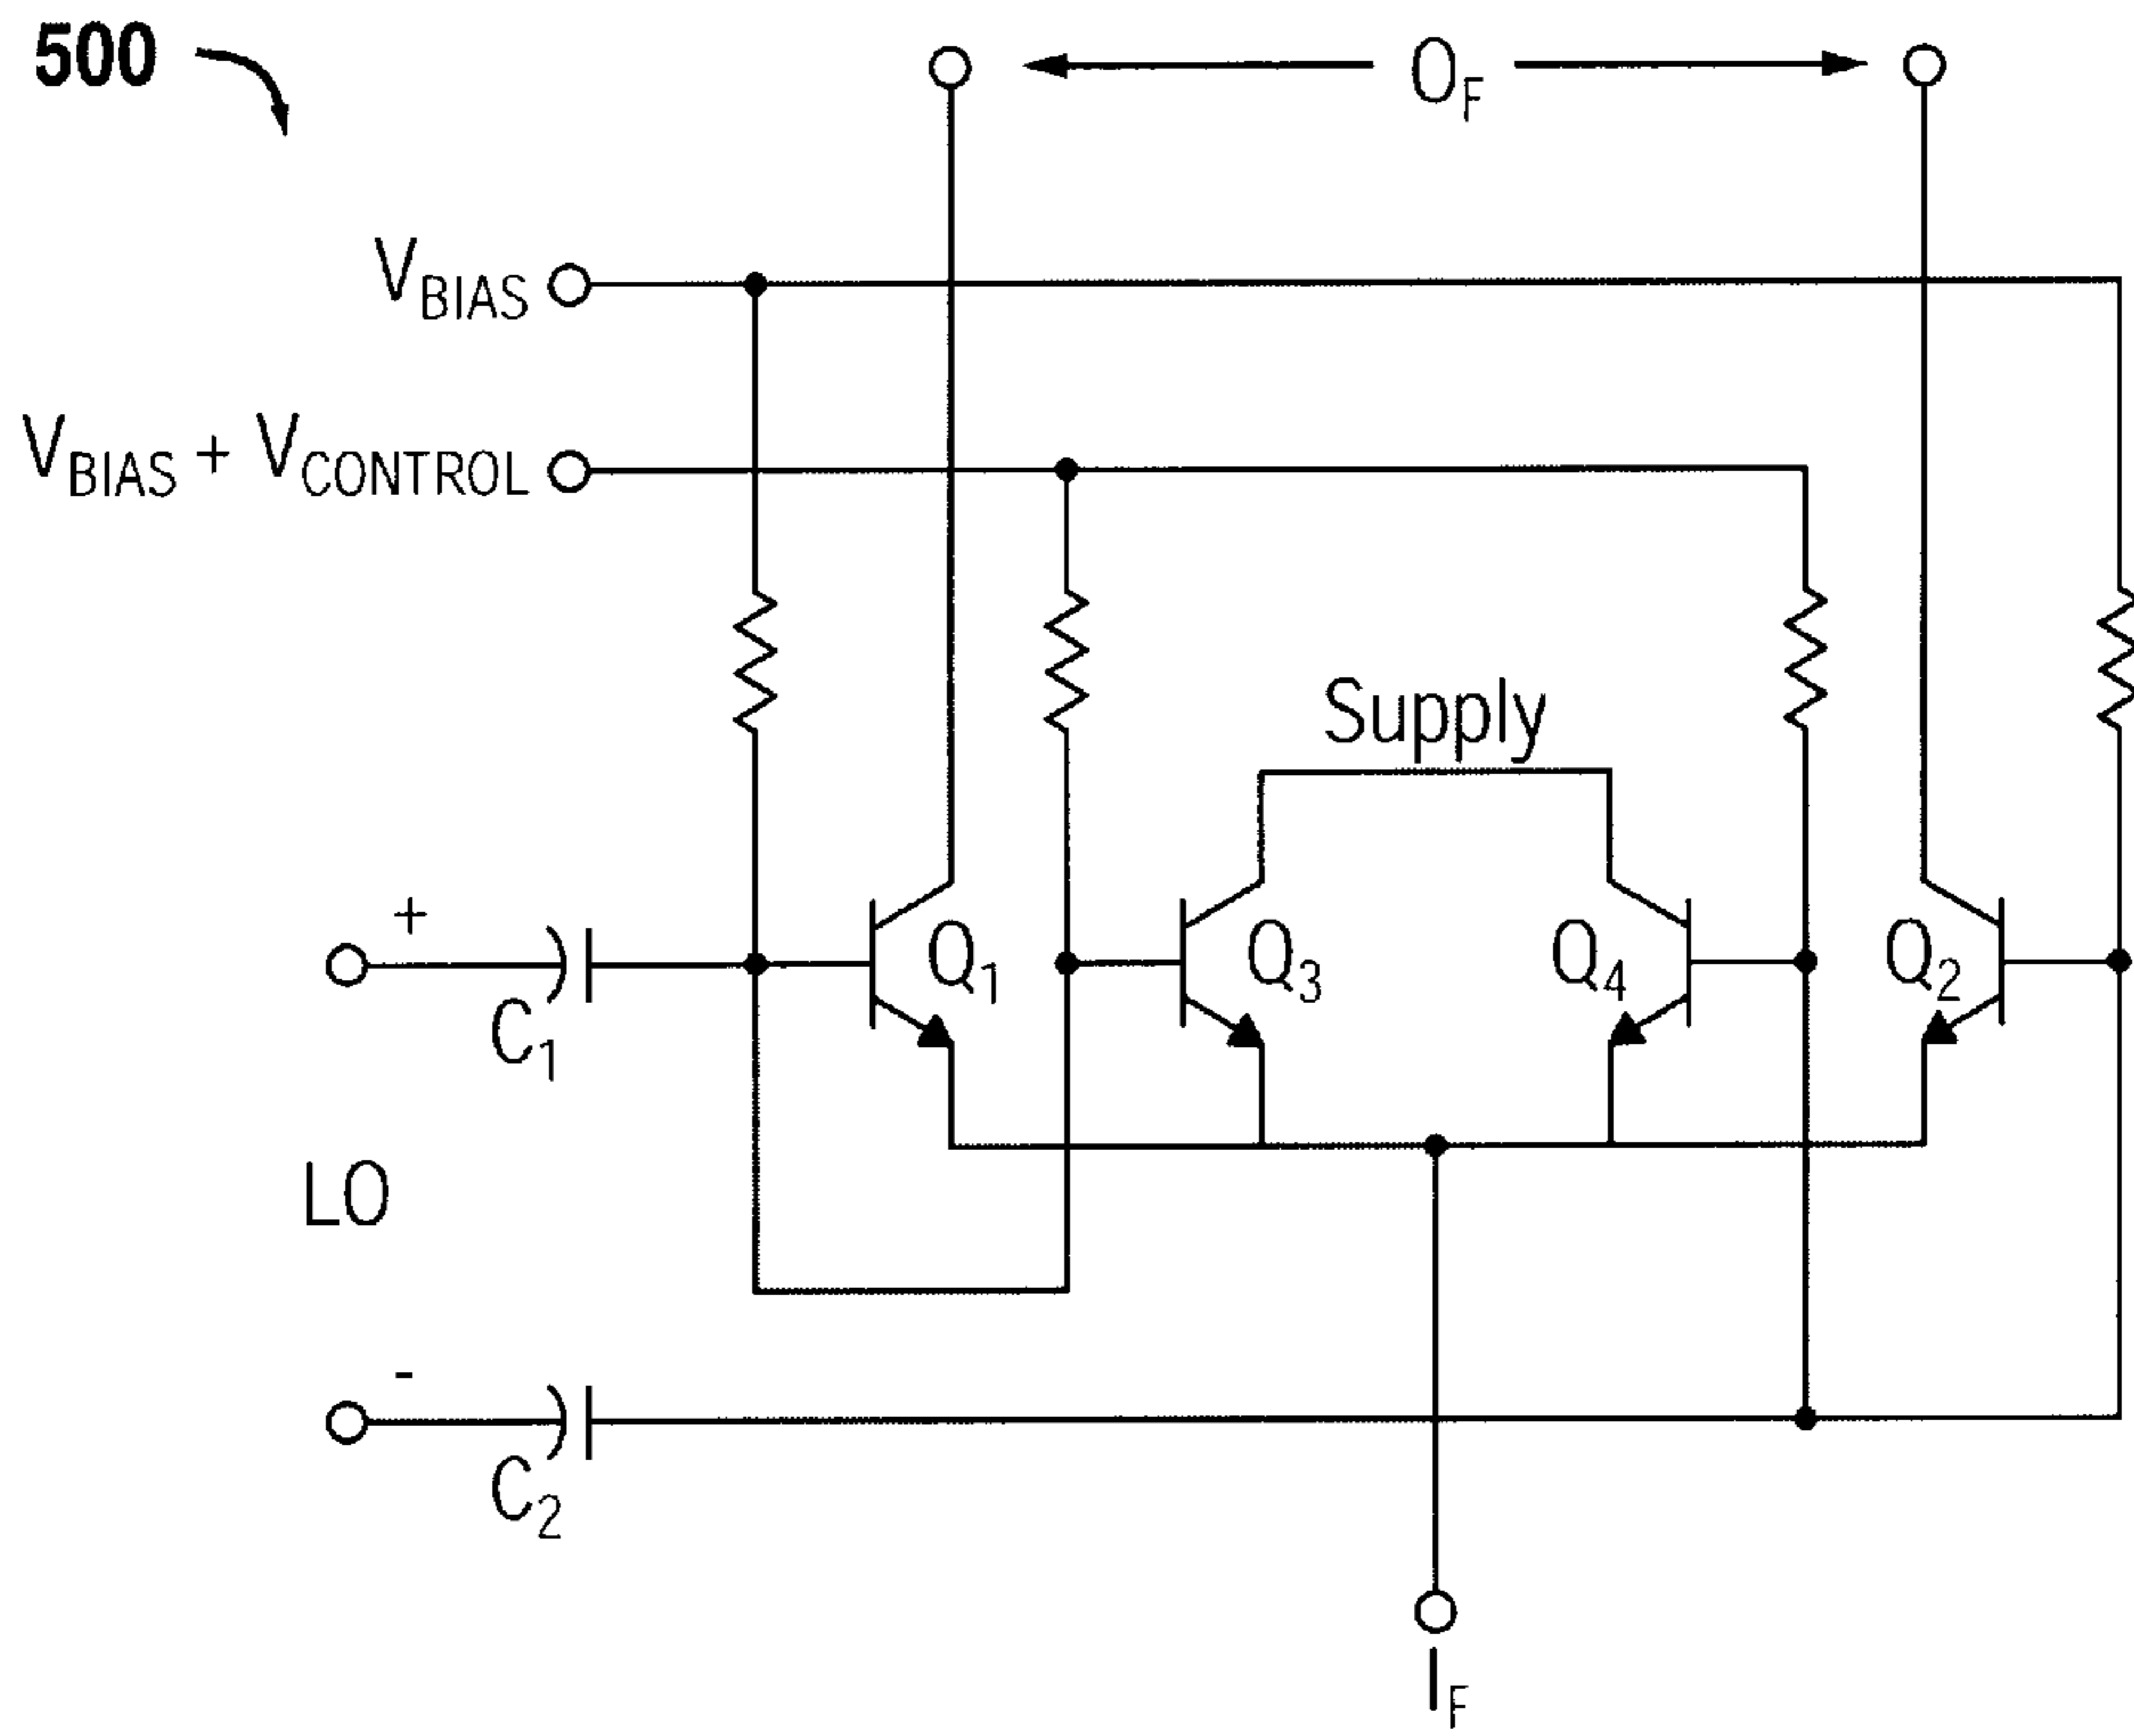 500
O_F
V_BIAS
V_BIAS + V_CONTROL
Supply
+
Q_1
Q_3
Q_4
Q_2
C_1
LO
-
C_2
I_F